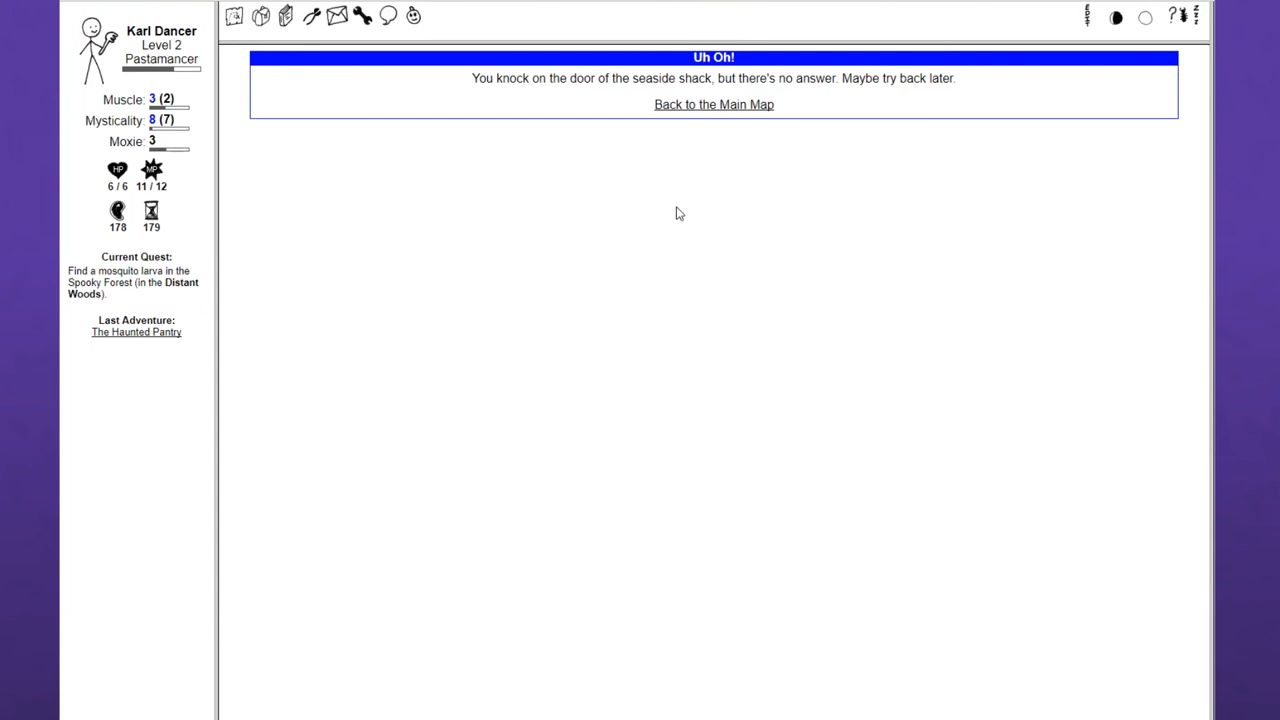 Karl Dancer
Level 2
Pastamancer
Muscle: 3 (2)
Mysticality: 8 (7)
Moxie: 3
HP MP
6 / 6 11 / 12
178 179
Current Quest:
Find a mosquito larva in the
Spooky Forest (in the Distant
Woods).
Last Adventure:
The Haunted Pantry
Uh Oh!
You knock on the door of the seaside shack, but there's no answer. Maybe try back later.
Back to the Main Map